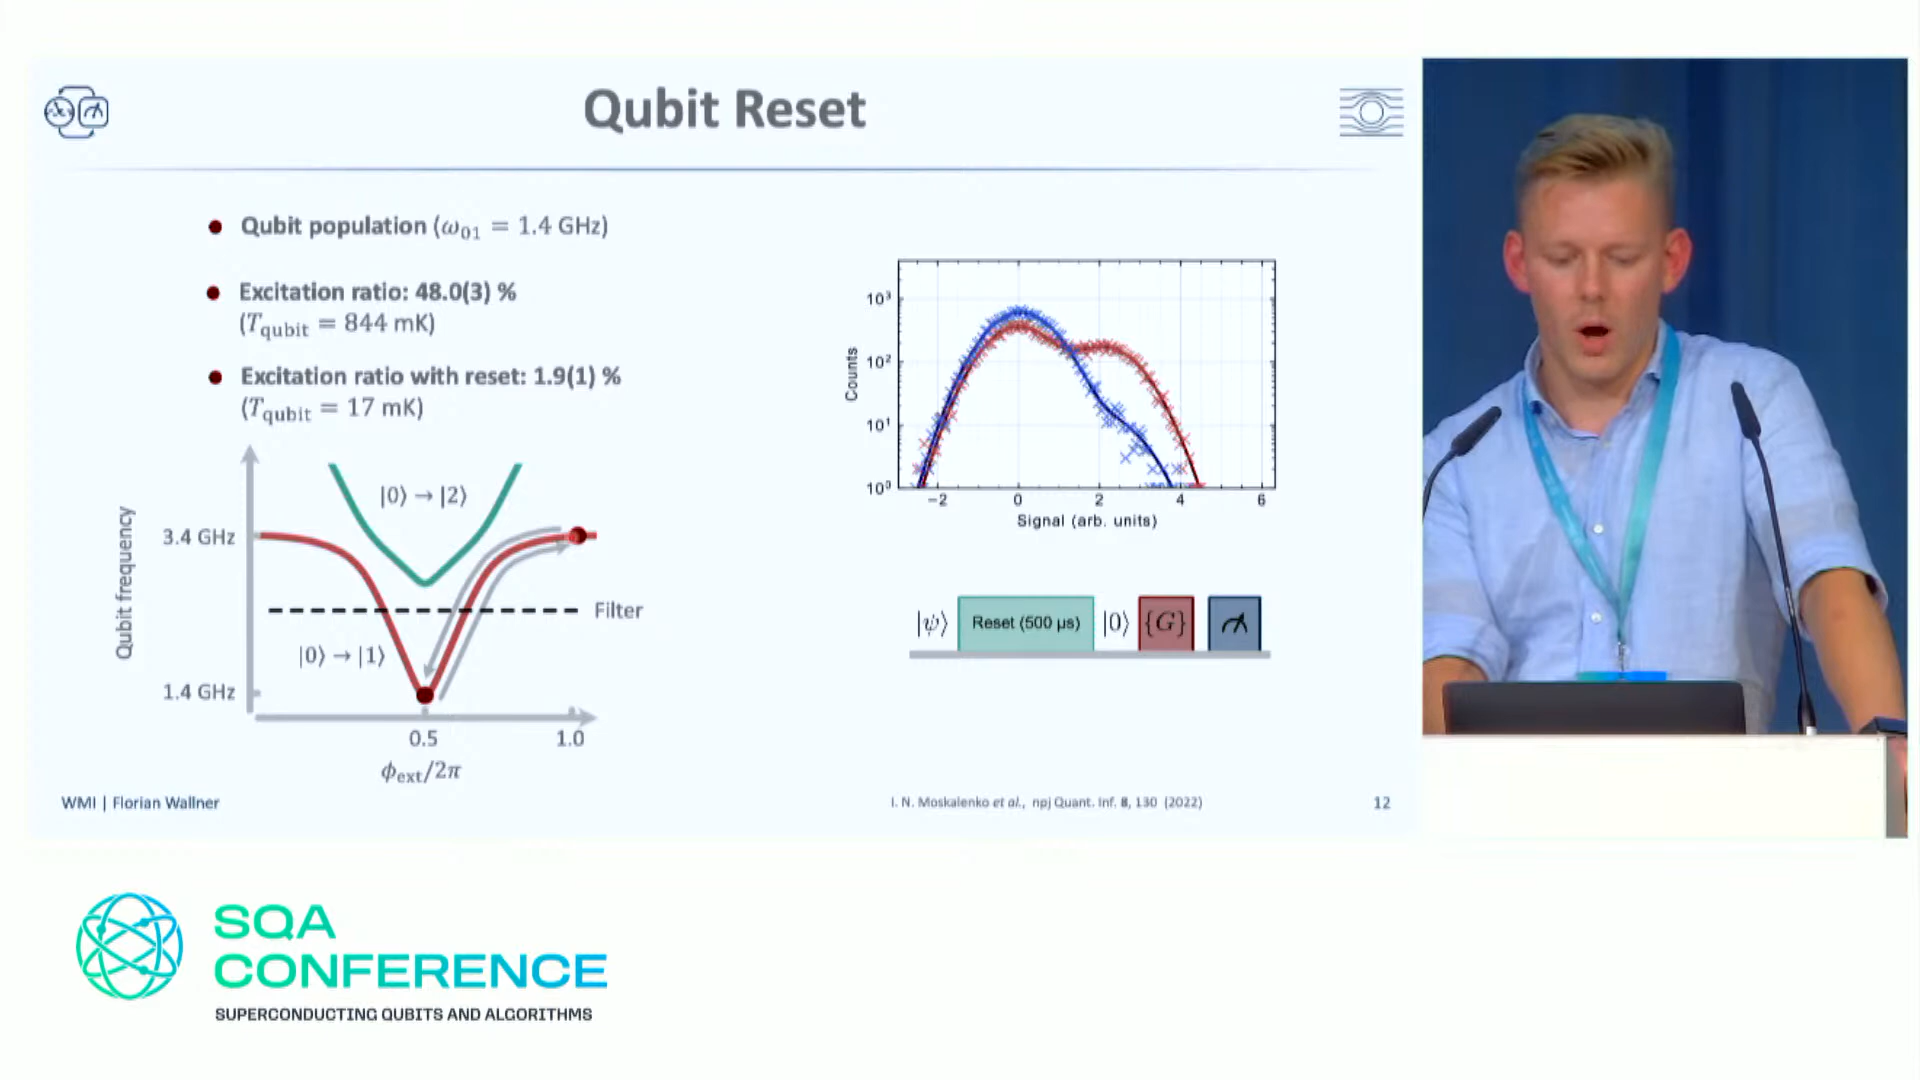 Qubit Reset
Qubit population (ω₀₁ = 1.4 GHz)
Excitation ratio: 48.0(3) %
(T_qubit = 844 mK)
Excitation ratio with reset: 1.9(1) %
(T_qubit = 17 mK)
Qubit frequency
3.4 GHz
1.4 GHz
|0⟩ → |2⟩
Filter
|0⟩ → |1⟩
0.5
1.0
ϕ_ext/2π
Counts
10³
10²
10¹
10⁰
−2
0
2
4
6
Signal (arb. units)
|ψ⟩
Reset (500 μs)
|0⟩
{G}
WMI | Florian Wallner
I. N. Moskalenko et al., npj Quant. Inf. 8, 130 (2022)
12
SQA
CONFERENCE
SUPERCONDUCTING QUBITS AND ALGORITHMS